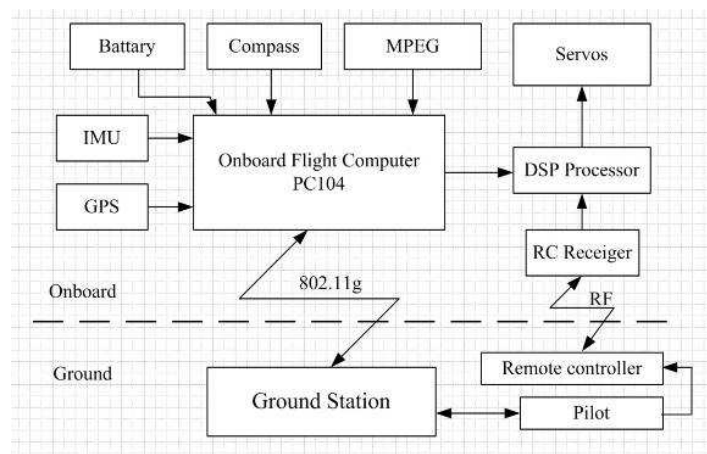 Battary
Compass
MPEG
Servos
IMU
Onboard Flight Computer
PC104
DSP Processor
GPS
RC Receiger
802.11g
RF
Onboard
Ground
Ground Station
Remote controller
Pilot